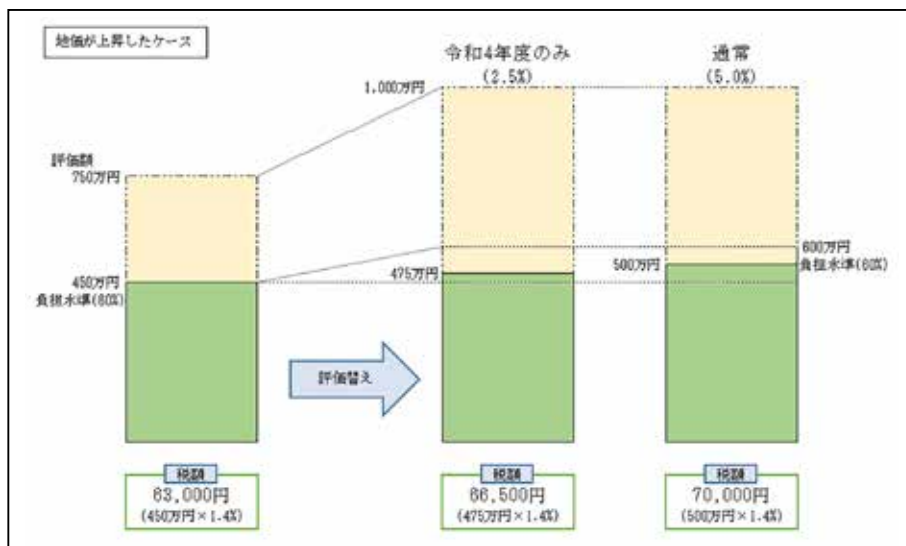 地価が上昇したケース
令和4年度のみ
(2.5%)
通常
(5.0%)
1,000万円
評価額
750万円
600万円
負担水準(60%)
500万円
475万円
450万円
負担水準(60%)
評価替え
税額
63,000円
(450万円×1.4%)
税額
66,500円
(475万円×1.4%)
税額
70,000円
(500万円×1.4%)